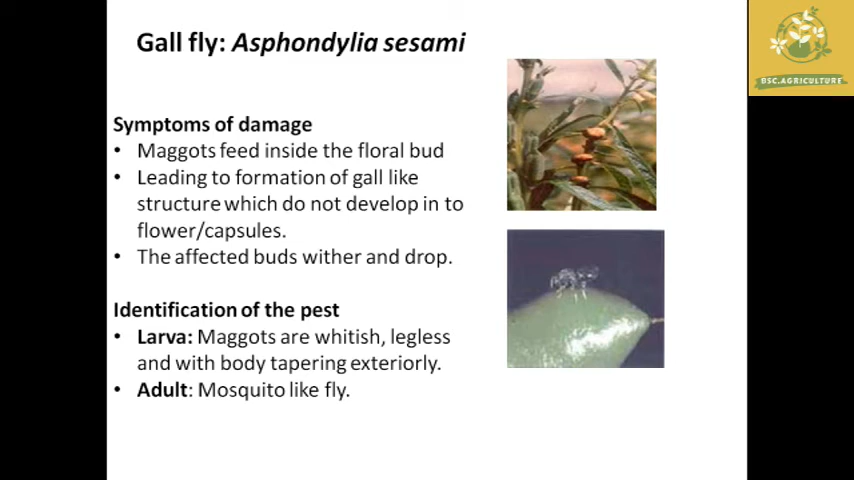 Gall fly: Asphondylia sesami
BSC.AGRICULTURE
Symptoms of damage
• Maggots feed inside the floral bud
• Leading to formation of gall like
structure which do not develop in to
flower/capsules.
• The affected buds wither and drop.
Identification of the pest
• Larva: Maggots are whitish, legless
and with body tapering exteriorly.
• Adult: Mosquito like fly.